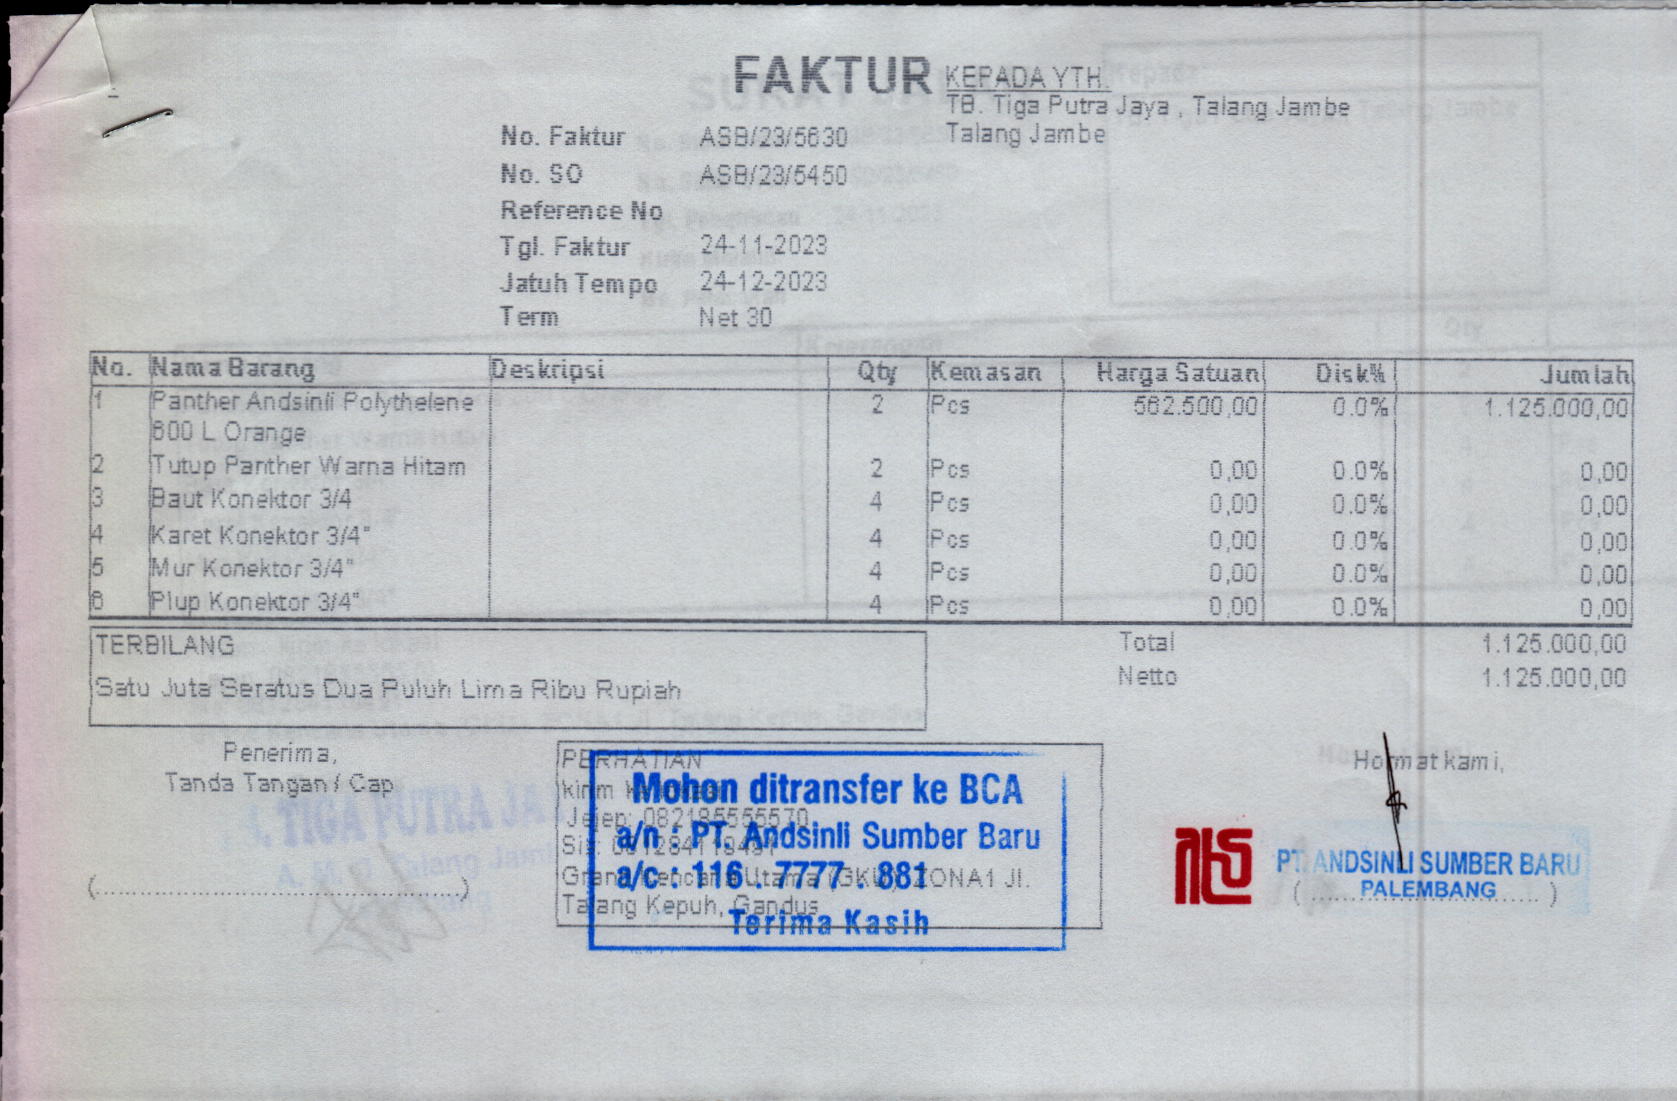 FAKTUR
KEPADA YTH.
TB. Tiga Putra Jaya , Talang Jambe
Talang Jambe
No. Faktur ASB/23/5630
No. SO ASB/23/5450
Reference No
Tgl. Faktur 24-11-2023
Jatuh Tempo 24-12-2023
Term Net 30
No. Nama Barang Deskripsi Qty Kemasan Harga Satuan Disk% Jumlah
1 Panther Andsinli Polythelene 2 Pcs 562.500,00 0.0% 1.125.000,00
600 L Orange
2 Tutup Panther Warna Hitam 2 Pcs 0,00 0.0% 0,00
3 Baut Konektor 3/4 4 Pcs 0,00 0.0% 0,00
4 Karet Konektor 3/4" 4 Pcs 0,00 0.0% 0,00
5 Mur Konektor 3/4" 4 Pcs 0,00 0.0% 0,00
6 Plup Konektor 3/4" 4 Pcs 0,00 0.0% 0,00
TERBILANG
Satu Juta Seratus Dua Puluh Lima Ribu Rupiah
Total 1.125.000,00
Netto 1.125.000,00
Penerima,
Tanda Tangan / Cap
TIGA PUTRA JA
Talang Jam
PERHATIAN
kirim
Jejep: 082185555570
Talang Kepuh, Gandus
Mohon ditransfer ke BCA
a/n : PT. Andsinli Sumber Baru
a/c : 116 . 7777 . 881
Terima Kasih
Hormat kami,
PT. ANDSINLI SUMBER BARU
PALEMBANG